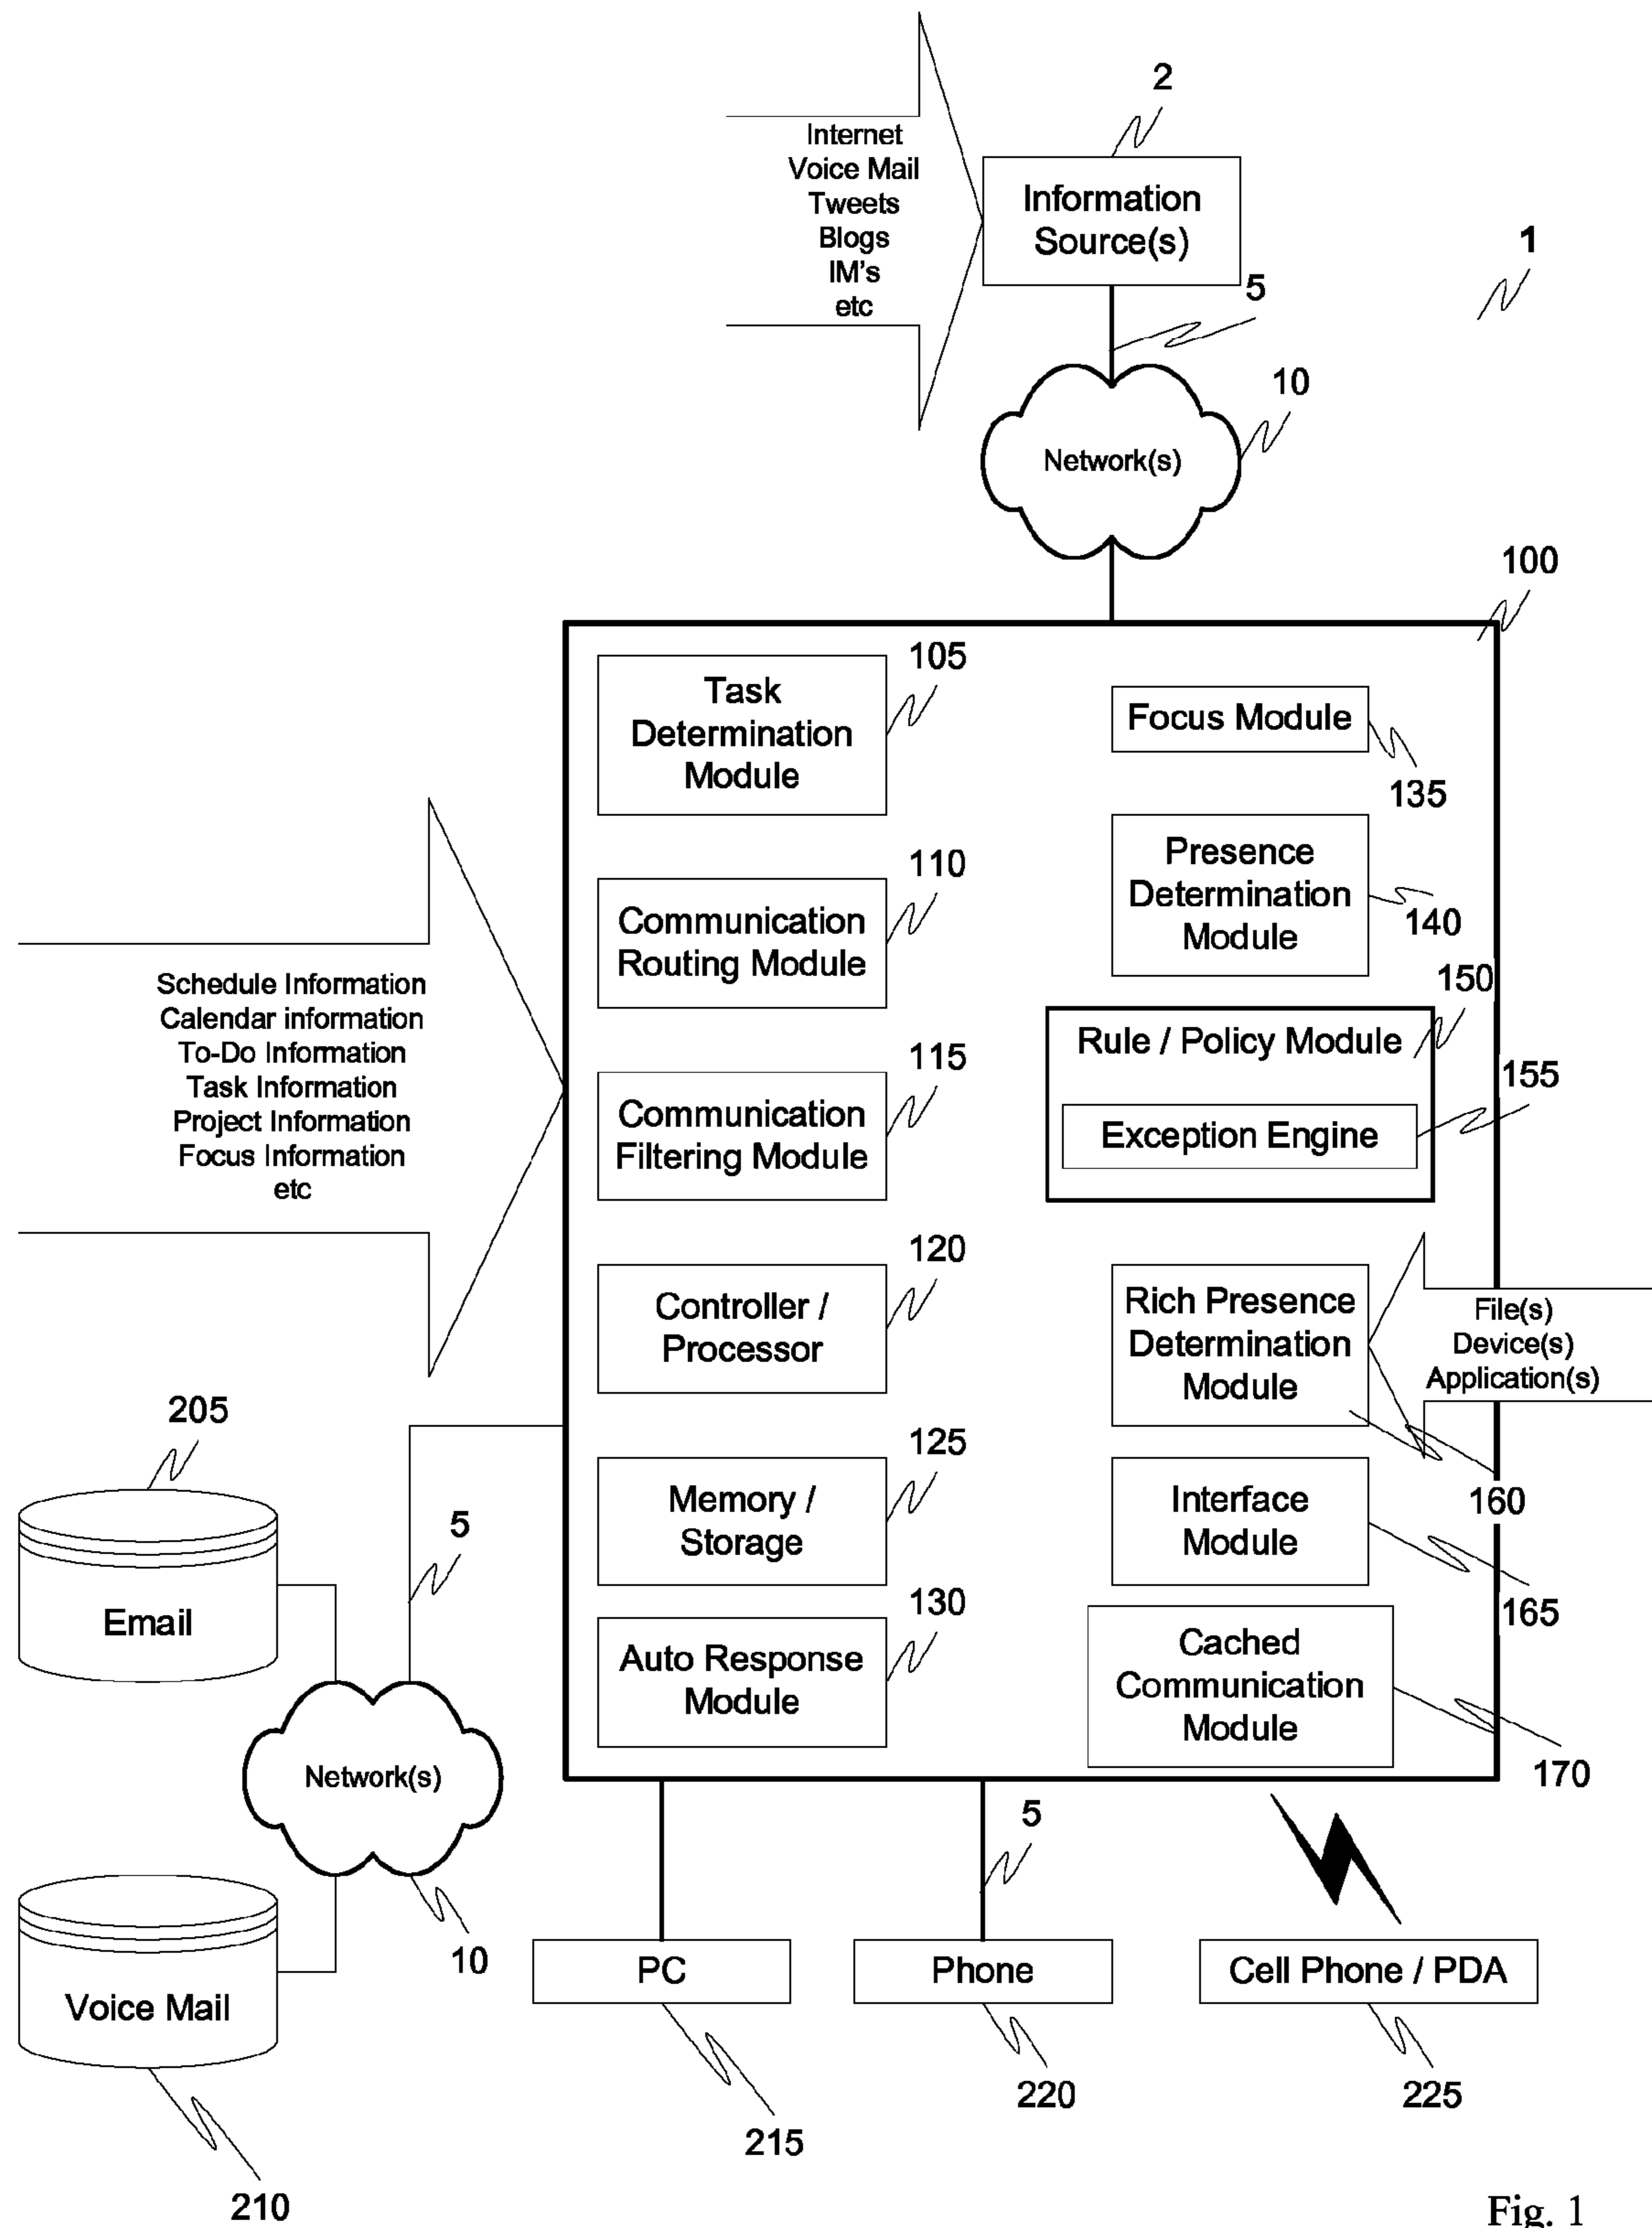 2
Internet
Voice Mail
Tweets
Blogs
IM's
etc
Information
Source(s)
1
5
10
Network(s)
100
105
Task
Determination
Module
Focus Module
135
110
Communication
Routing Module
Presence
Determination
Module
140
150
Schedule Information
Calendar information
To-Do Information
Task Information
Project Information
Focus Information
etc
115
Communication
Filtering Module
Rule / Policy Module
155
Exception Engine
120
Controller /
Processor
Rich Presence
Determination
Module
File(s)
Device(s)
Application(s)
160
205
Email
5
125
Memory /
Storage
Interface
Module
165
130
Auto Response
Module
Cached
Communication
Module
170
Network(s)
10
Voice Mail
210
5
PC
215
Phone
220
Cell Phone / PDA
225
Fig. 1